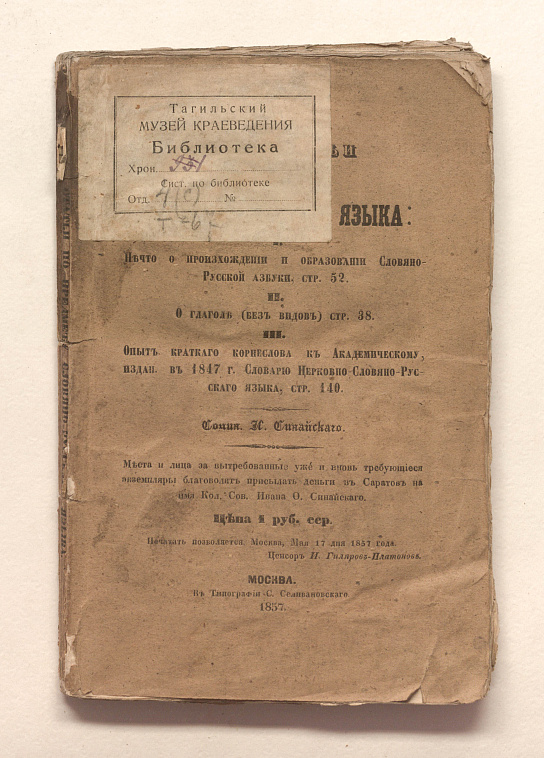 Тагильский
МУЗЕЙ КРАЕВЕДЕНИЯ
Библиотека
Хрон
Сист. по библиотеке
Отд. 4(С) №
Т
ЯЗЫКА:
Нѣчто о произхожденіи и образованіи Словяно-
Русской азбуки. стр. 52.
II.
О глаголѣ (безъ видовъ) стр. 38.
III.
Опытъ краткаго корнеслова къ Академическому,
издан. въ 1847 г. Словарю Церковно-Словяно-Рус-
скаго языка, стр. 140.
Сочин. И. Синайскаго.
Мѣста и лица за вытребованные уже и вновь требующіеся
экземпляры благоволятъ присылать деньги въ Саратовъ на
имя Кол. Сов. Ивана О. Синайскаго.
Цѣна 1 руб. сер.
Печатать позволяется. Москва, Мая 17 дня 1857 года.
Ценсоръ Н. Гиляровъ-Платоновъ.
МОСКВА.
Въ Типографіи С. Селивановскаго
1857.